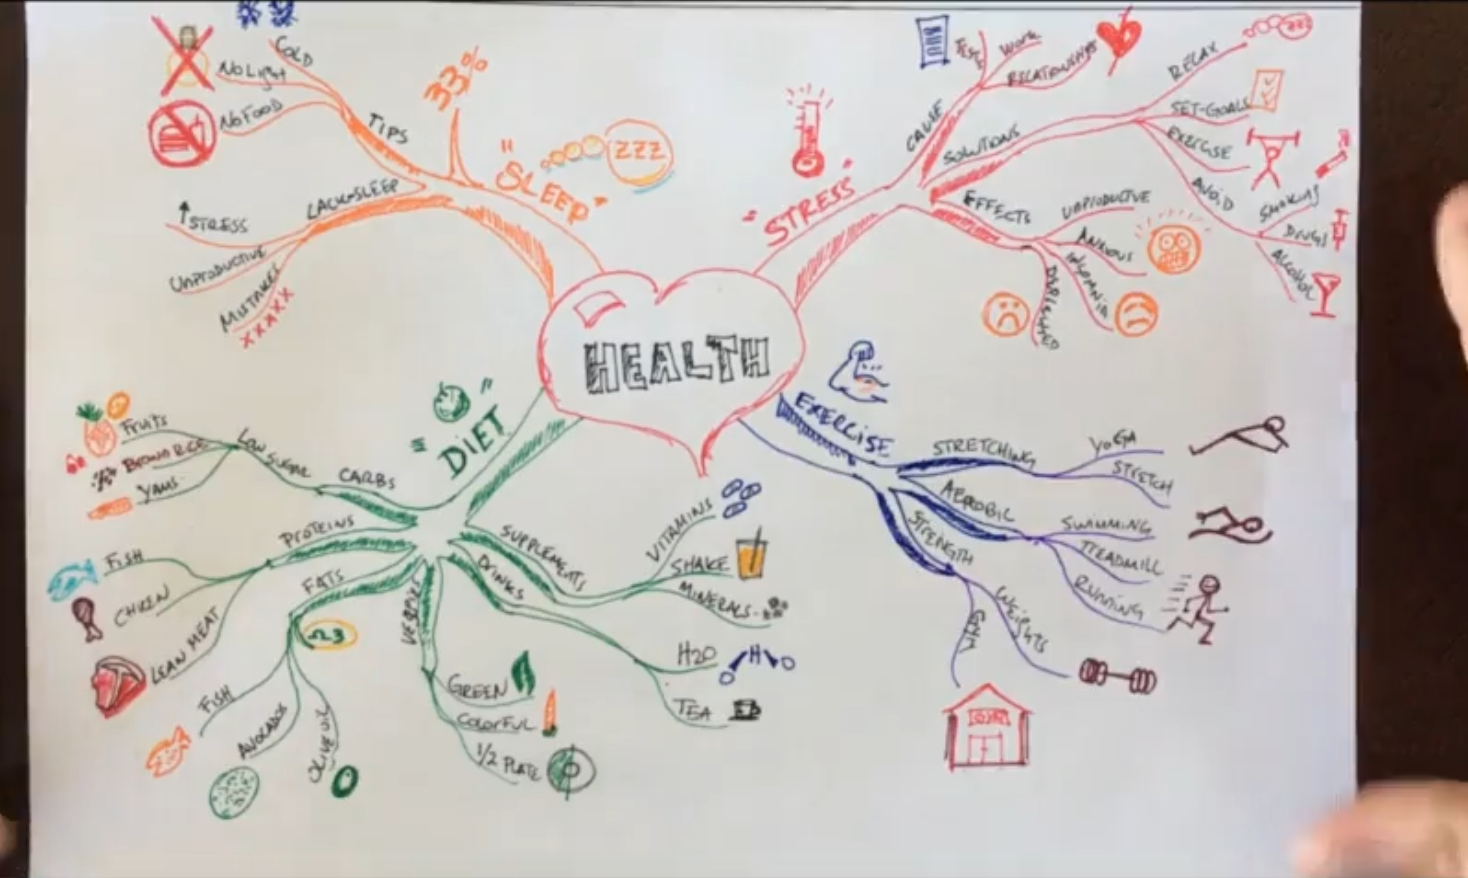 HEALTH
"SLEEP"
ZZZ
33%
TIPS
COLD
NO LIGHT
NO FOOD
LACK-SLEEP
↑STRESS
UNPRODUCTIVE
MISTAKES
XXXXX
"STRESS"
CAUSE
TESTS
WORK
RELATIONSHIPS
SOLUTIONS
RELAX
ZZZ
SET-GOALS
EXERCISE
AVOID
SMOKING
DRUGS
ALCOHOL
EFFECTS
UNPRODUCTIVE
ANXIOUS
INSOMNIA
EXERCISE
STRETCHING
YOGA
STRETCH
AEROBIC
SWIMMING
TREADMILL
RUNNING
STRENGTH
WEIGHTS
GYM
GYM
"DIET"
CARBS
LOW SUGAR
Fruits
BROWN RICE
YAMS
PROTEINS
FISH
CHICKEN
LEAN MEAT
FATS
Ω3
FISH
AVOCADOS
OLIVE OIL
VEGGIES
GREEN
COLORFUL
1/2 PLATE
DRINKS
H2O
O H O
TEA
SUPPLEMENTS
VITAMINS
SHAKE
MINERALS